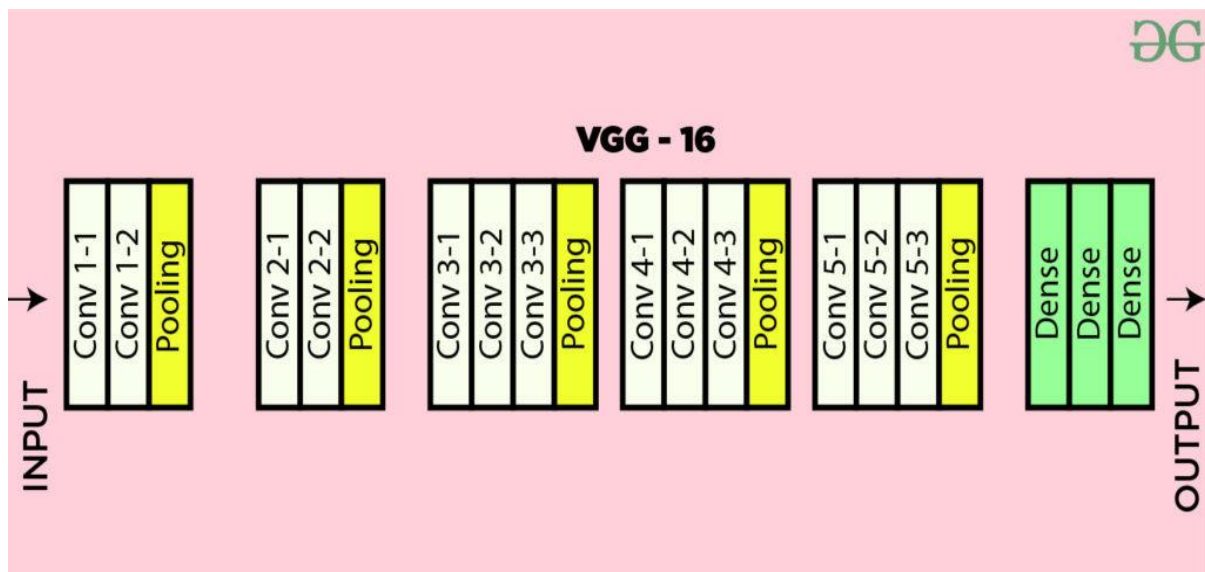 VGG - 16
INPUT
Conv 1-1
Conv 1-2
Pooling
Conv 2-1
Conv 2-2
Pooling
Conv 3-1
Conv 3-2
Conv 3-3
Pooling
Conv 4-1
Conv 4-2
Conv 4-3
Pooling
Conv 5-1
Conv 5-2
Conv 5-3
Pooling
Dense
Dense
Dense
OUTPUT